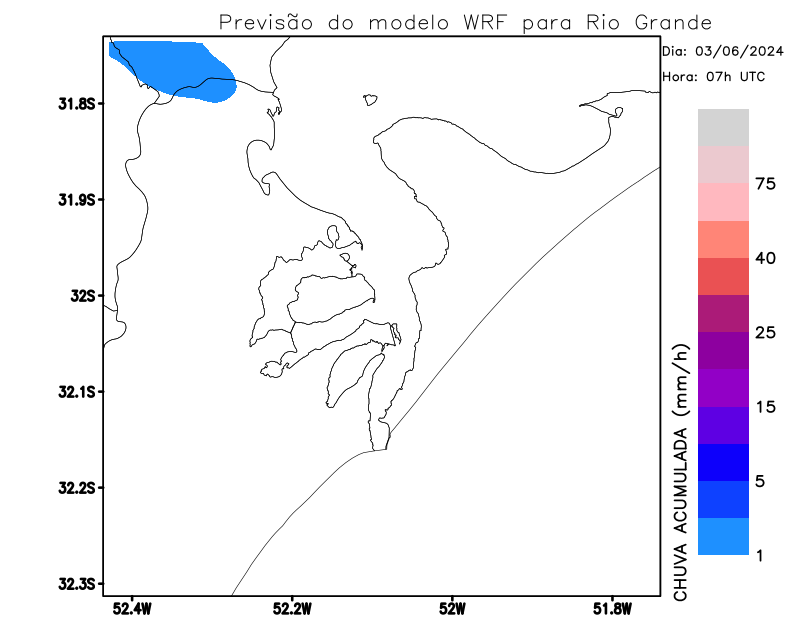 Previsão do modelo WRF para Rio Grande
Dia: 03/06/2024
Hora: 07h UTC
31.8S
31.9S
32S
32.1S
32.2S
32.3S
52.4W
52.2W
52W
51.8W
75
40
25
15
5
1
CHUVA ACUMULADA (mm/h)